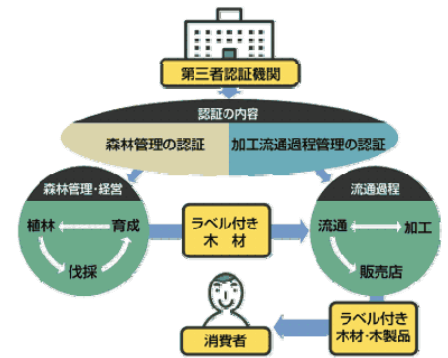 第三者認証機関
認証の内容
森林管理の認証
加工流通過程管理の認証
森林管理・経営
植林
育成
伐採
ラベル付き
木材
流通過程
流通
加工
販売店
消費者
ラベル付き
木材・木製品